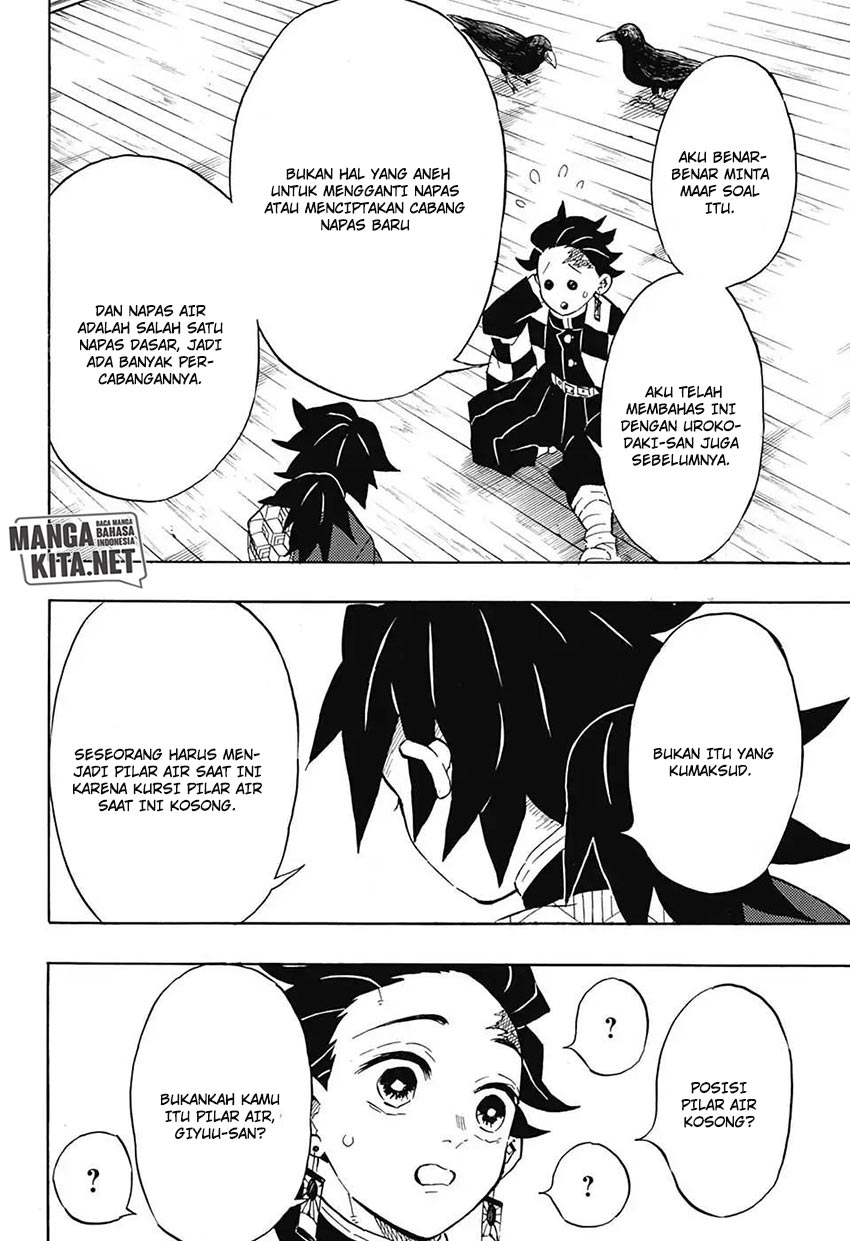 AKU BENAR-
BENAR MINTA
MAAF SOAL
ITU.
AKU TELAH
MEMBAHAS INI
DENGAN UROKO-
DAKI-SAN JUGA
SEBELUMNYA.
BUKAN HAL YANG ANEH
UNTUK MENGGANTI NAPAS
ATAU MENCIPTAKAN CABANG
NAPAS BARU
DAN NAPAS AIR
ADALAH SALAH SATU
NAPAS DASAR, JADI
ADA BANYAK PER-
CABANGANNYA.
MANGA
BACA MANGA
BAHASA
INDONESIA
KITA.NET
BUKAN ITU YANG
KUMAKSUD.
SESEORANG HARUS MEN-
JADI PILAR AIR SAAT INI
KARENA KURSI PILAR AIR
SAAT INI KOSONG.
POSISI
PILAR AIR
KOSONG?
?
?
BUKANKAH KAMU
ITU PILAR AIR,
GIYUU-SAN?
?